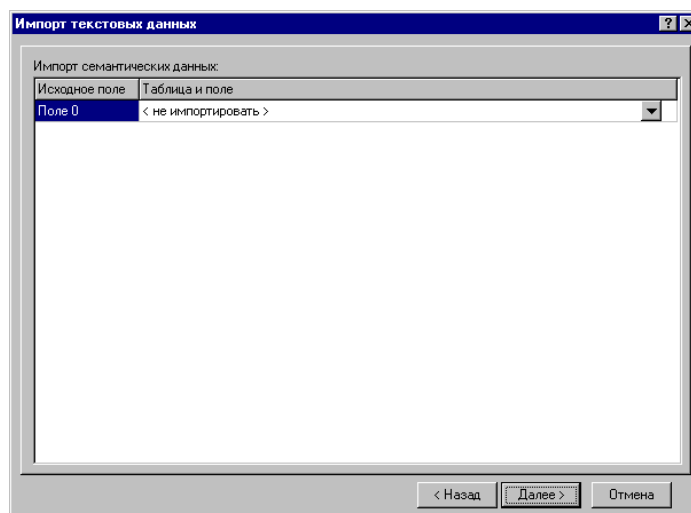 Импорт текстовых данных
Импорт семантических данных:
Исходное поле Таблица и поле
Поле 0 < не импортировать >
< Назад Далее > Отмена